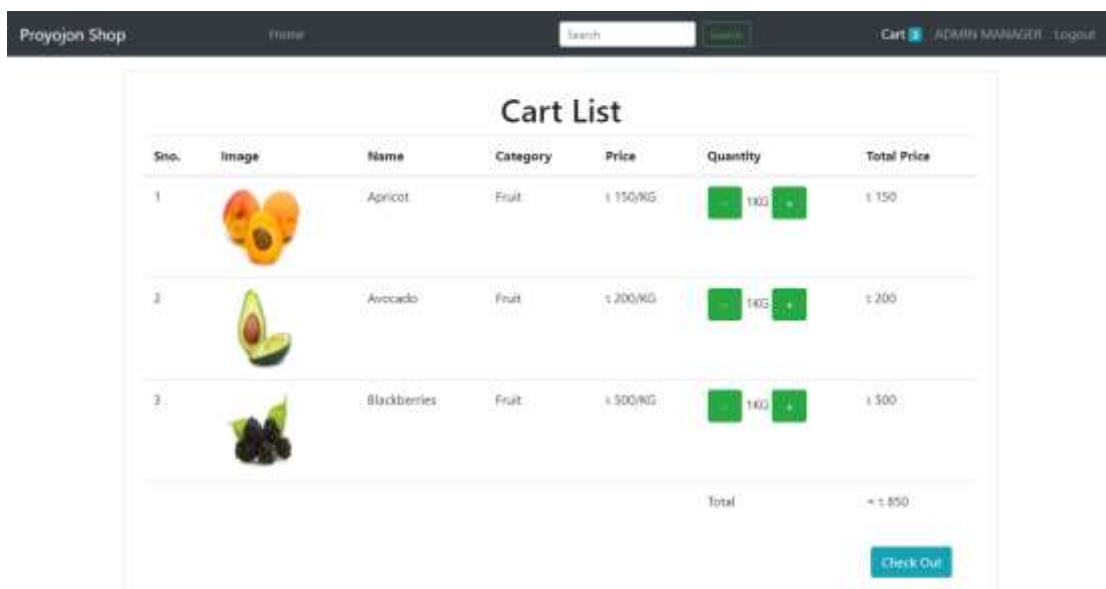 Proyojon Shop Home Search Search Cart 3 ADMIN MANAGER Logout
Cart List
Sno. Image Name Category Price Quantity Total Price
1 Apricot Fruit ৳ 150/KG - 1KG + ৳ 150
2 Avocado Fruit ৳ 200/KG - 1KG + ৳ 200
3 Blackberries Fruit ৳ 500/KG - 1KG + ৳ 500
Total = ৳ 850
Check Out